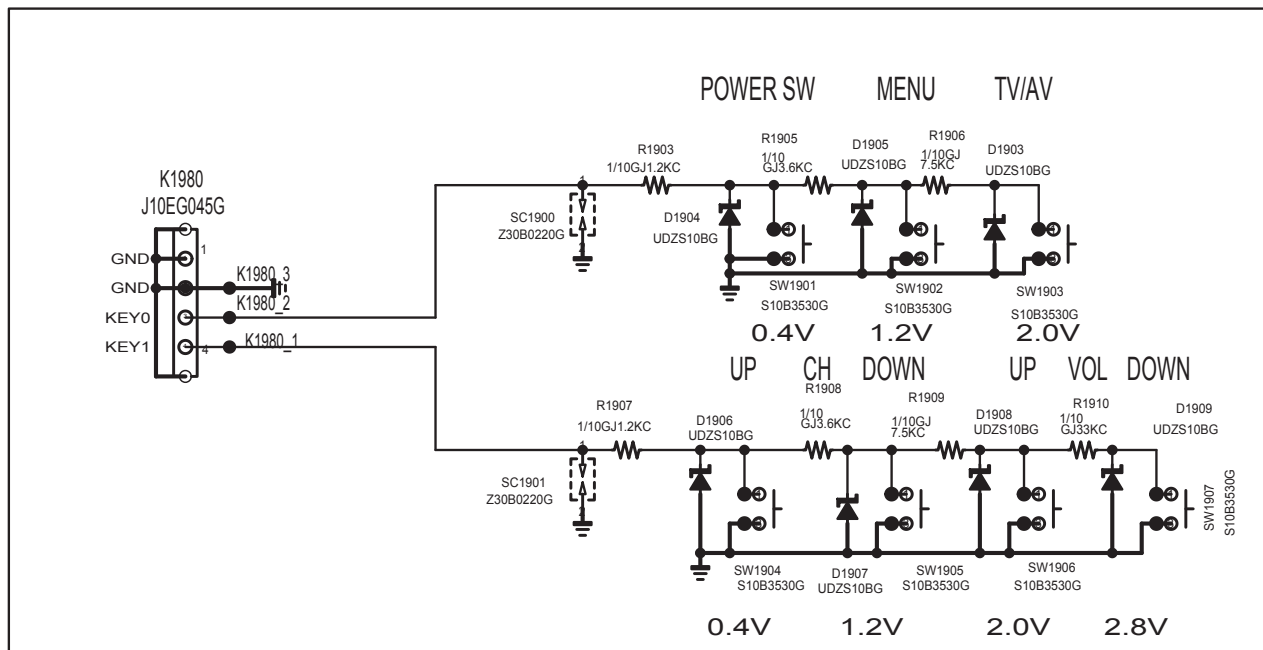 POWER SW MENU TV/AV
R1903
1/10GJ1.2KC
R1905
1/10
GJ3.6KC
D1905
UDZS10BG
R1906
1/10GJ
7.5KC
D1903
UDZS10BG
K1980
J10EG045G
SC1900
Z30B0220G
1
2
D1904
UDZS10BG
GND
1
GND
K1980_3
KEY0
K1980_2
KEY1
4
K1980_1
SW1901
S10B3530G
SW1902
S10B3530G
SW1903
S10B3530G
0.4V 1.2V 2.0V
UP CH DOWN UP VOL DOWN
R1907
1/10GJ1.2KC
D1906
UDZS10BG
R1908
1/10
GJ3.6KC
R1909
1/10GJ
7.5KC
D1908
UDZS10BG
R1910
1/10
GJ33KC
D1909
UDZS10BG
SC1901
Z30B0220G
1
2
SW1907
S10B3530G
SW1904
S10B3530G
D1907
UDZS10BG
SW1905
S10B3530G
SW1906
S10B3530G
0.4V 1.2V 2.0V 2.8V